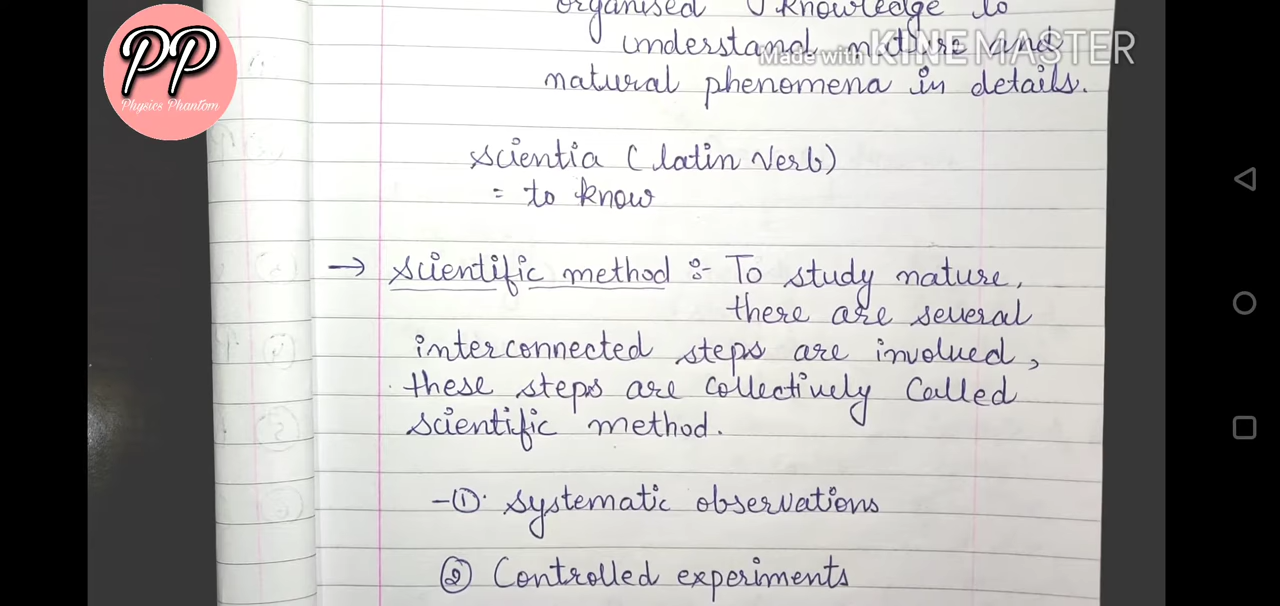 PP
Physics Phantom
organised knowledge to
Made with KINEMASTER
understand nature and
natural phenomena in details.
scientia (latin verb)
= to know
→ scientific method :- To study nature,
there are several
interconnected steps are involved,
these steps are collectively called
scientific method.
- ①. systematic observations
② Controlled experiments